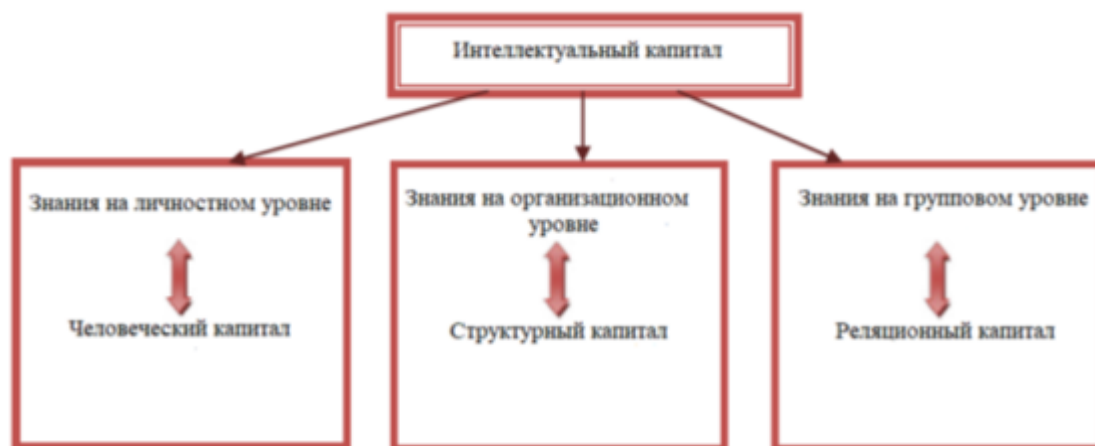 Интеллектуальный капитал
Знания на личностном уровне
Человеческий капитал
Знания на организационном
уровне
Структурный капитал
Знания на групповом уровне
Реляционный капитал